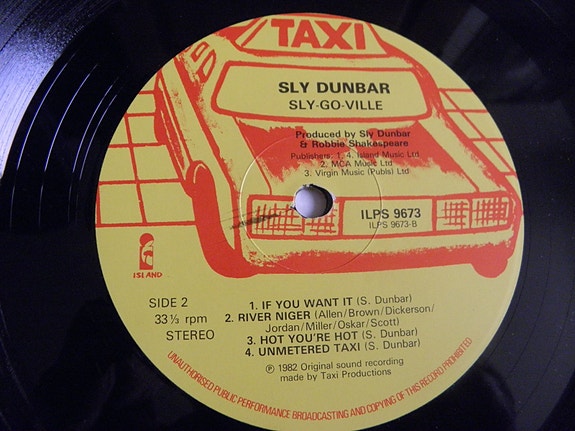 TAXI
SLY DUNBAR
SLY-GO-VILLE
Produced by Sly Dunbar
& Robbie Shakespeare
Publishers: 1, 4. Island Music Ltd
2. MCA Music Ltd
3. Virgin Music (Publs) Ltd
ILPS 9673
ILPS 9673-B
ISLAND
SIDE 2
33⅓ rpm
STEREO
1. IF YOU WANT IT (S. Dunbar)
2. RIVER NIGER (Allen/Brown/Dickerson/
Jordan/Miller/Oskar/Scott)
3. HOT YOU'RE HOT (S. Dunbar)
4. UNMETERED TAXI (S. Dunbar)
℗ 1982 Original sound recording
made by Taxi Productions
UNAUTHORISED PUBLIC PERFORMANCE BROADCASTING AND COPYING OF THIS RECORD PROHIBITED